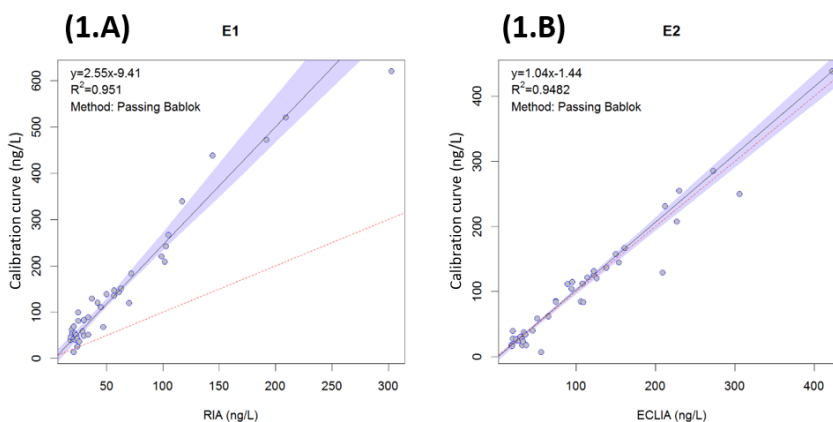 (1.A)
E1
y=2.55x-9.41
R²=0.951
Method: Passing Bablok
Calibration curve (ng/L)
600
500
400
300
200
100
0
50
100
150
200
250
300
RIA (ng/L)
(1.B)
E2
y=1.04x-1.44
R²=0.9482
Method: Passing Bablok
Calibration curve (ng/L)
400
300
200
100
0
100
200
300
400
ECLIA (ng/L)